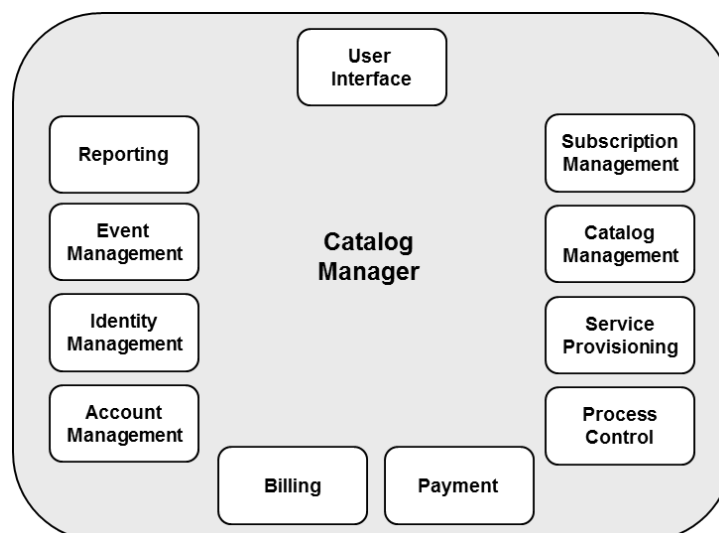 User
Interface
Reporting
Event
Management
Identity
Management
Account
Management
Catalog
Manager
Subscription
Management
Catalog
Management
Service
Provisioning
Process
Control
Billing
Payment